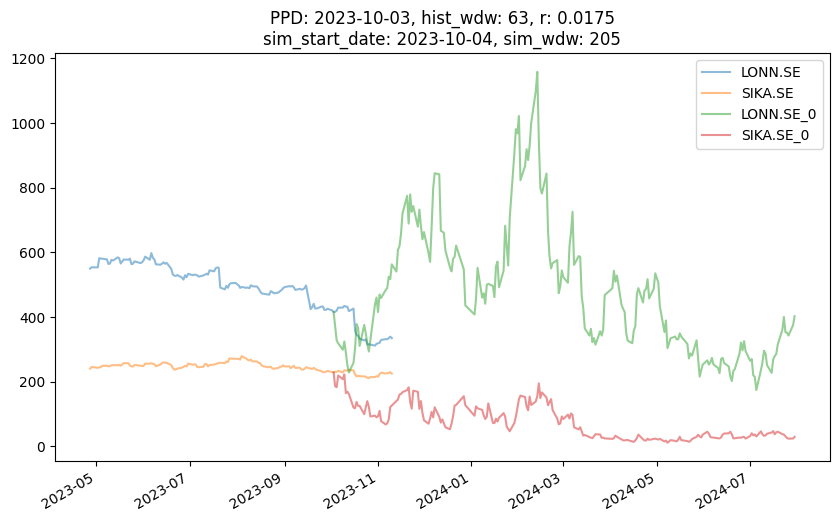 PPD: 2023-10-03, hist_wdw: 63, r: 0.0175
sim_start_date: 2023-10-04, sim_wdw: 205
LONN.SE
SIKA.SE
LONN.SE_0
SIKA.SE_0
1200
1000
800
600
400
200
0
2023-05
2023-07
2023-09
2023-11
2024-01
2024-03
2024-05
2024-07